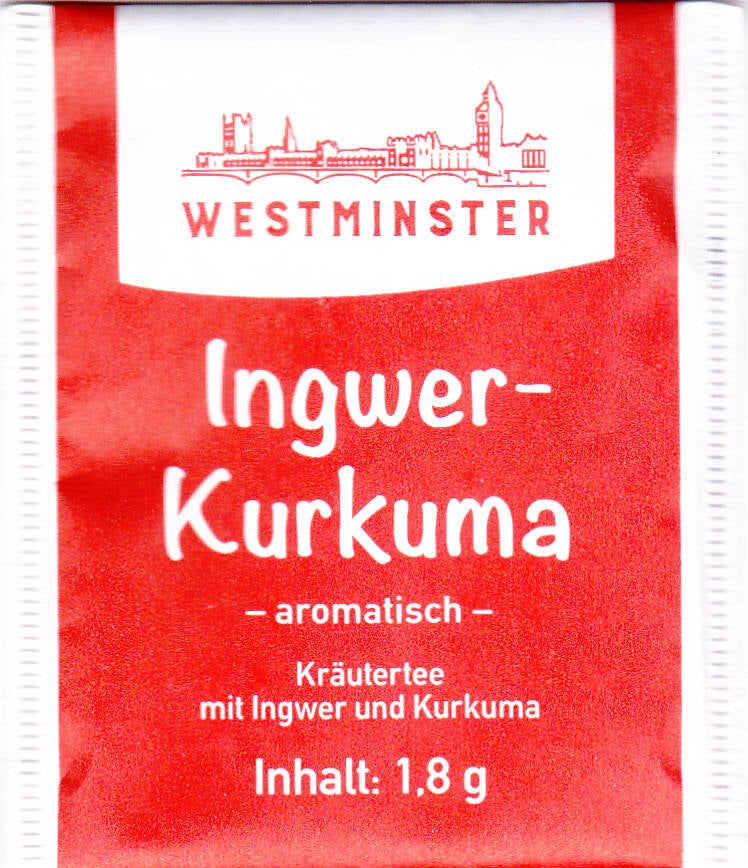 WESTMINSTER
Ingwer-
Kurkuma
– aromatisch –
Kräutertee
mit Ingwer und Kurkuma
Inhalt: 1,8 g